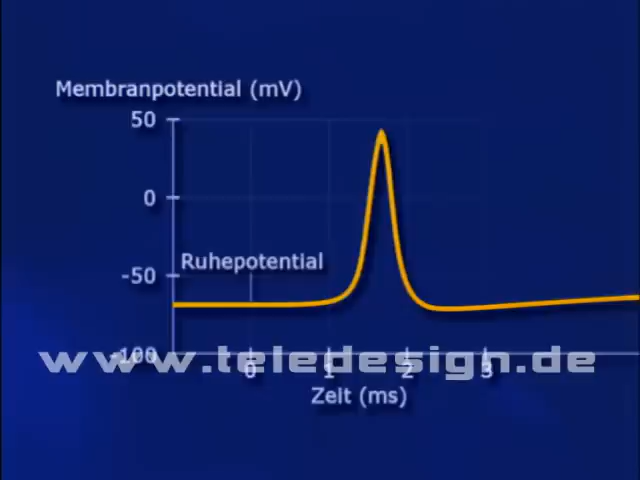 Membranpotential (mV)
50
0
Ruhepotential
-50
-100
www.teledesign.de
0 1 2 3
Zeit (ms)